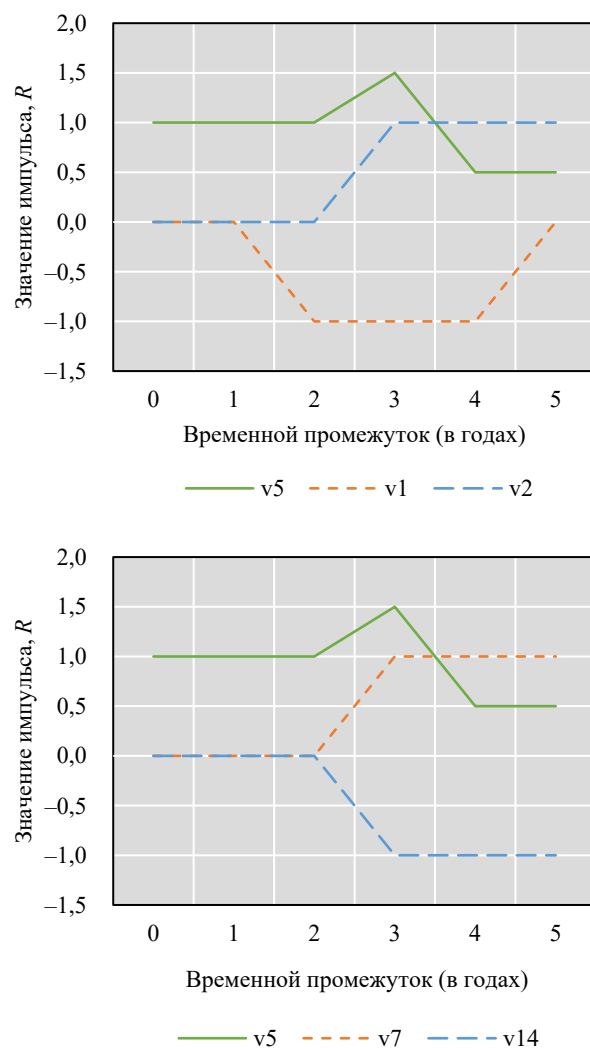 2,0
1,5
1,0
0,5
0,0
–0,5
–1,0
–1,5
Значение импульса, R
0 1 2 3 4 5
Временной промежуток (в годах)
v5 v1 v2
2,0
1,5
1,0
0,5
0,0
–0,5
–1,0
–1,5
Значение импульса, R
0 1 2 3 4 5
Временной промежуток (в годах)
v5 v7 v14